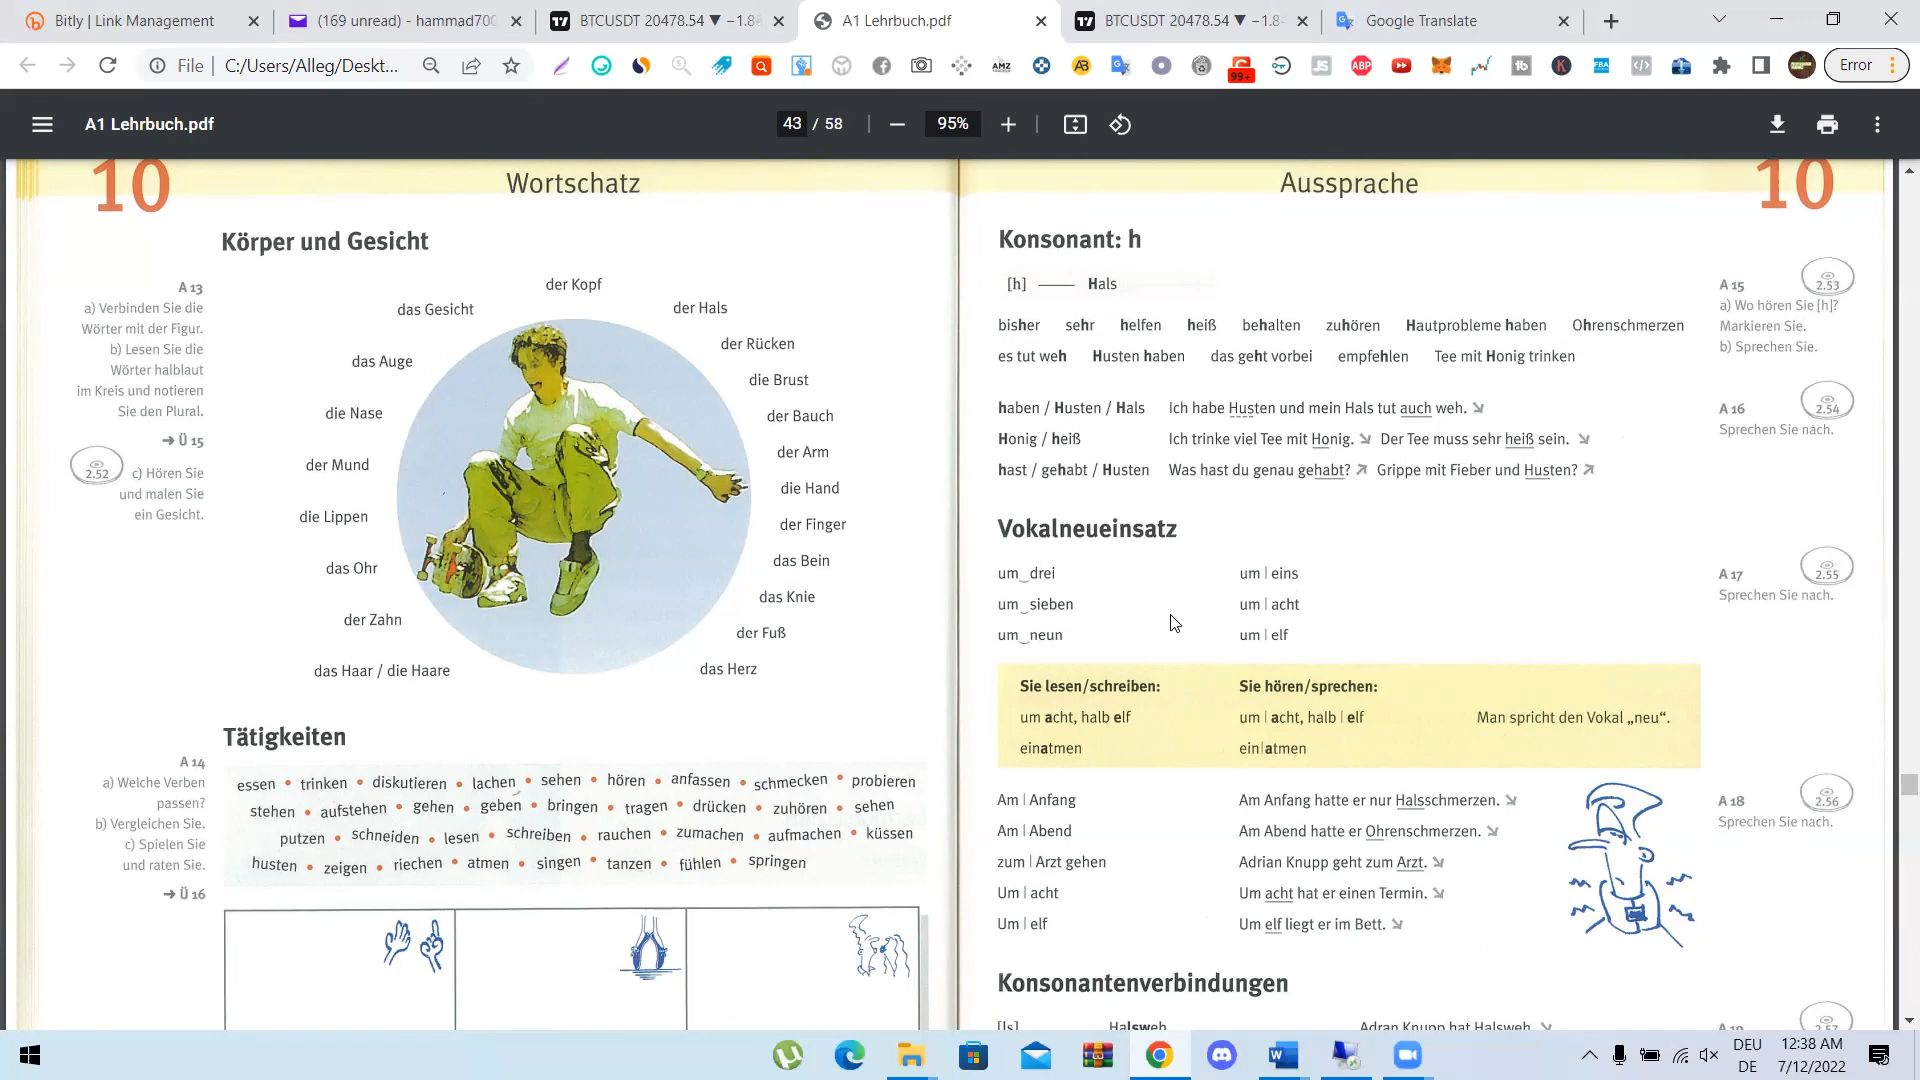 Bitly | Link Management
(169 unread) - hammad700
BTCUSDT 20478.54 ▼ −1.8
A1 Lehrbuch.pdf
BTCUSDT 20478.54 ▼ −1.8
Google Translate
File
C:/Users/Alleg/Deskt...
99+
Error
A1 Lehrbuch.pdf
43 / 58
95%
10
Wortschatz
Körper und Gesicht
A 13
a) Verbinden Sie die
Wörter mit der Figur.
b) Lesen Sie die
Wörter halblaut
im Kreis und notieren
Sie den Plural.
➔ Ü 15
2.52
c) Hören Sie
und malen Sie
ein Gesicht.
der Kopf
das Gesicht
der Hals
der Rücken
das Auge
die Brust
die Nase
der Bauch
der Arm
der Mund
die Hand
die Lippen
der Finger
das Ohr
das Bein
das Knie
der Zahn
der Fuß
das Haar / die Haare
das Herz
Tätigkeiten
A 14
a) Welche Verben
passen?
b) Vergleichen Sie.
c) Spielen Sie
und raten Sie.
➔ Ü 16
essen • trinken • diskutieren • lachen • sehen • hören • anfassen • schmecken • probieren
stehen • aufstehen • gehen • geben • bringen • tragen • drücken • zuhören • sehen
putzen • schneiden • lesen • schreiben • rauchen • zumachen • aufmachen • küssen
husten • zeigen • riechen • atmen • singen • tanzen • fühlen • springen
Aussprache
10
Konsonant: h
[h] —— Hals
bisher sehr helfen heiß behalten zuhören Hautprobleme haben Ohrenschmerzen
es tut weh Husten haben das geht vorbei empfehlen Tee mit Honig trinken
A 15
2.53
a) Wo hören Sie [h]?
Markieren Sie.
b) Sprechen Sie.
haben / Husten / Hals Ich habe Husten und mein Hals tut auch weh. ↘
Honig / heiß Ich trinke viel Tee mit Honig. ↘ Der Tee muss sehr heiß sein. ↘
hast / gehabt / Husten Was hast du genau gehabt? ↗ Grippe mit Fieber und Husten? ↗
A 16
2.54
Sprechen Sie nach.
Vokalneueinsatz
um‿drei um | eins
um‿sieben um | acht
um‿neun um | elf
A 17
2.55
Sprechen Sie nach.
Sie lesen/schreiben: Sie hören/sprechen:
um acht, halb elf um | acht, halb | elf Man spricht den Vokal „neu“.
einatmen ein|atmen
Am | Anfang Am Anfang hatte er nur Halsschmerzen. ↘
Am | Abend Am Abend hatte er Ohrenschmerzen. ↘
zum | Arzt gehen Adrian Knupp geht zum Arzt. ↘
Um | acht Um acht hat er einen Termin. ↘
Um | elf Um elf liegt er im Bett. ↘
A 18
2.56
Sprechen Sie nach.
Konsonantenverbindungen
[ls] Halsweh Adran Knupp hat Halsweh. ↘
A 19
2.57
DEU
DE
12:38 AM
7/12/2022